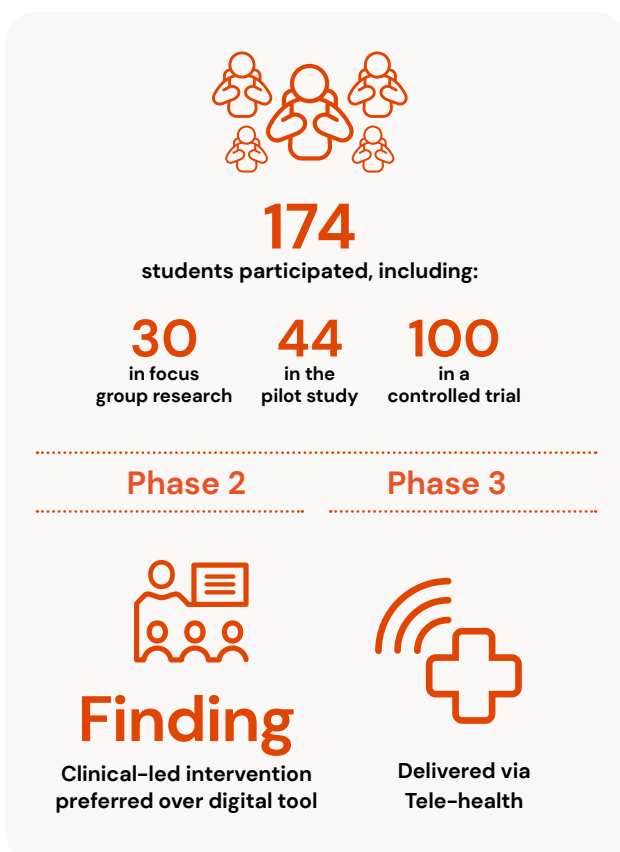 174
students participated, including:
30
in focus
group research
44
in the
pilot study
100
in a
controlled trial
Phase 2
Phase 3
Finding
Clinical-led intervention
preferred over digital tool
Delivered via
Tele-health